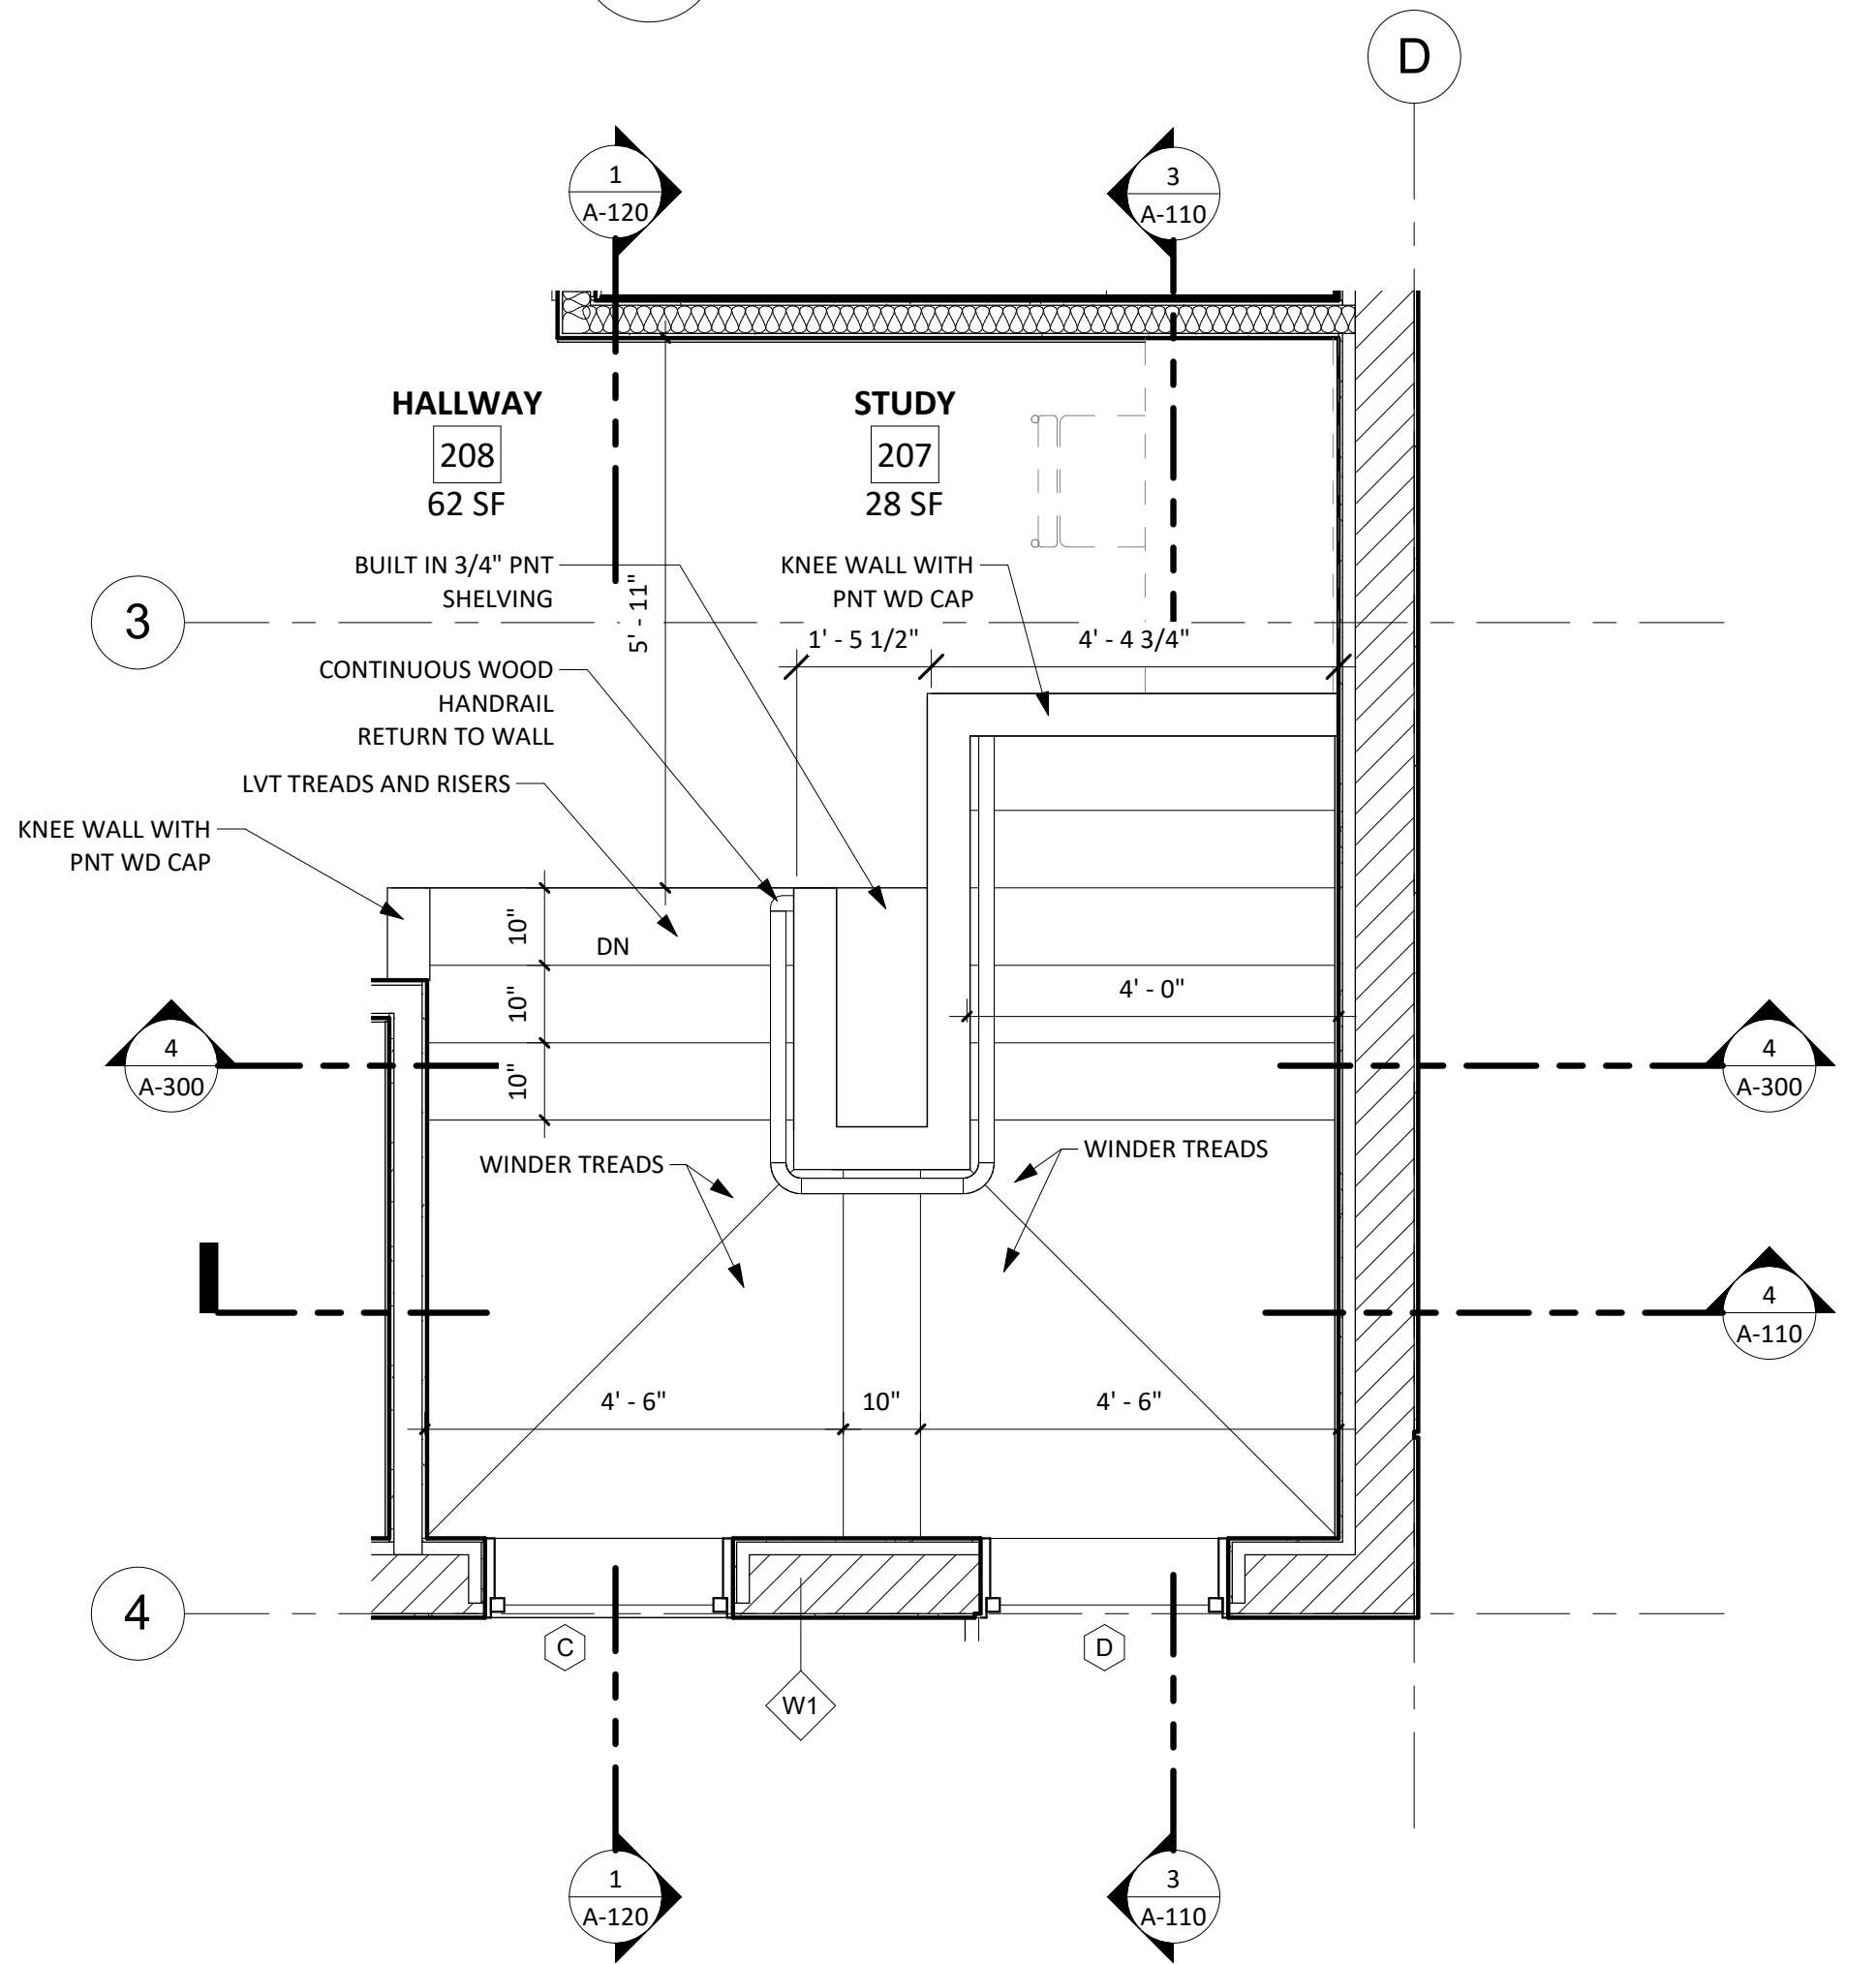 D
1
A-120
3
A-110
HALLWAY
208
62 SF
STUDY
207
28 SF
BUILT IN 3/4" PNT
SHELVING
KNEE WALL WITH
PNT WD CAP
3
5' - 11"
1' - 5 1/2"
4' - 4 3/4"
CONTINUOUS WOOD
HANDRAIL
RETURN TO WALL
LVT TREADS AND RISERS
KNEE WALL WITH
PNT WD CAP
10"
DN
10"
4' - 0"
10"
4
A-300
4
A-300
WINDER TREADS
WINDER TREADS
4
A-110
4' - 6"
10"
4' - 6"
4
C
D
W1
1
A-120
3
A-110